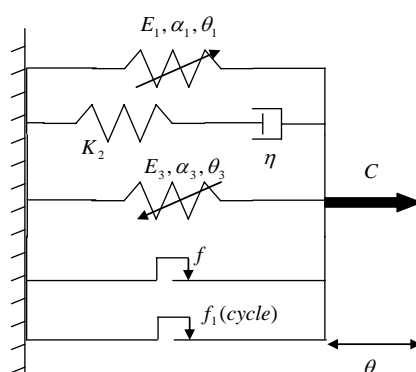 E₁, α₁, θ₁
K₂
η
E₃, α₃, θ₃
C
f
f₁(cycle)
θ